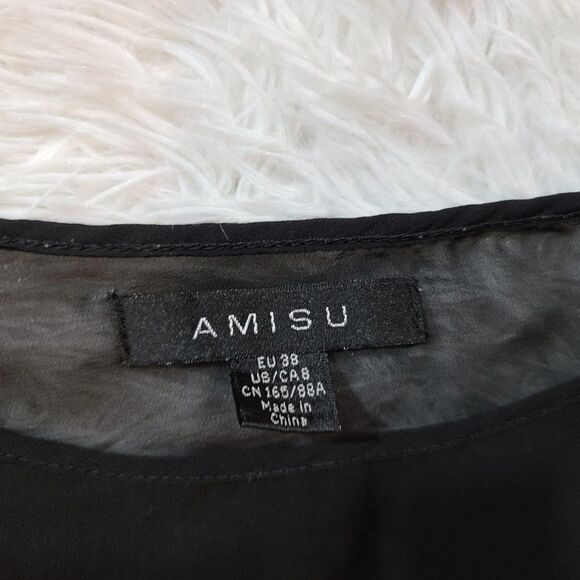 AMISU
EU 38
US/CA 8
CN 165/88A
Made in
China